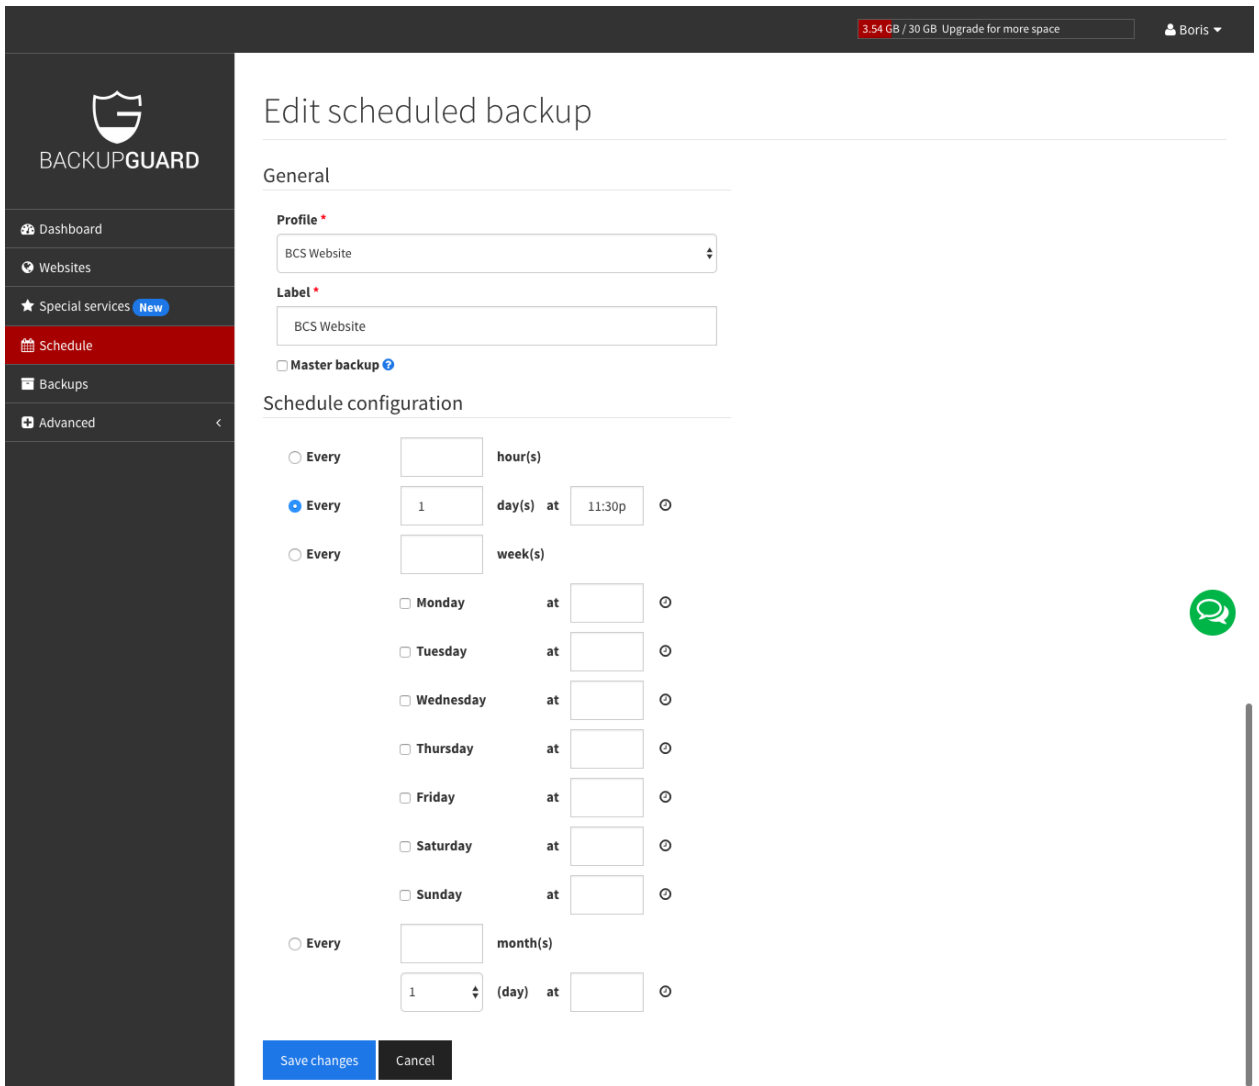 3.54 GB / 30 GB Upgrade for more space
Boris
BACKUPGUARD
Dashboard
Websites
Special services New
Schedule
Backups
Advanced
Edit scheduled backup
General
Profile *
BCS Website
Label *
BCS Website
Master backup ?
Schedule configuration
Every hour(s)
Every 1 day(s) at 11:30p
Every week(s)
Monday at
Tuesday at
Wednesday at
Thursday at
Friday at
Saturday at
Sunday at
Every month(s)
1 (day) at
Save changes Cancel